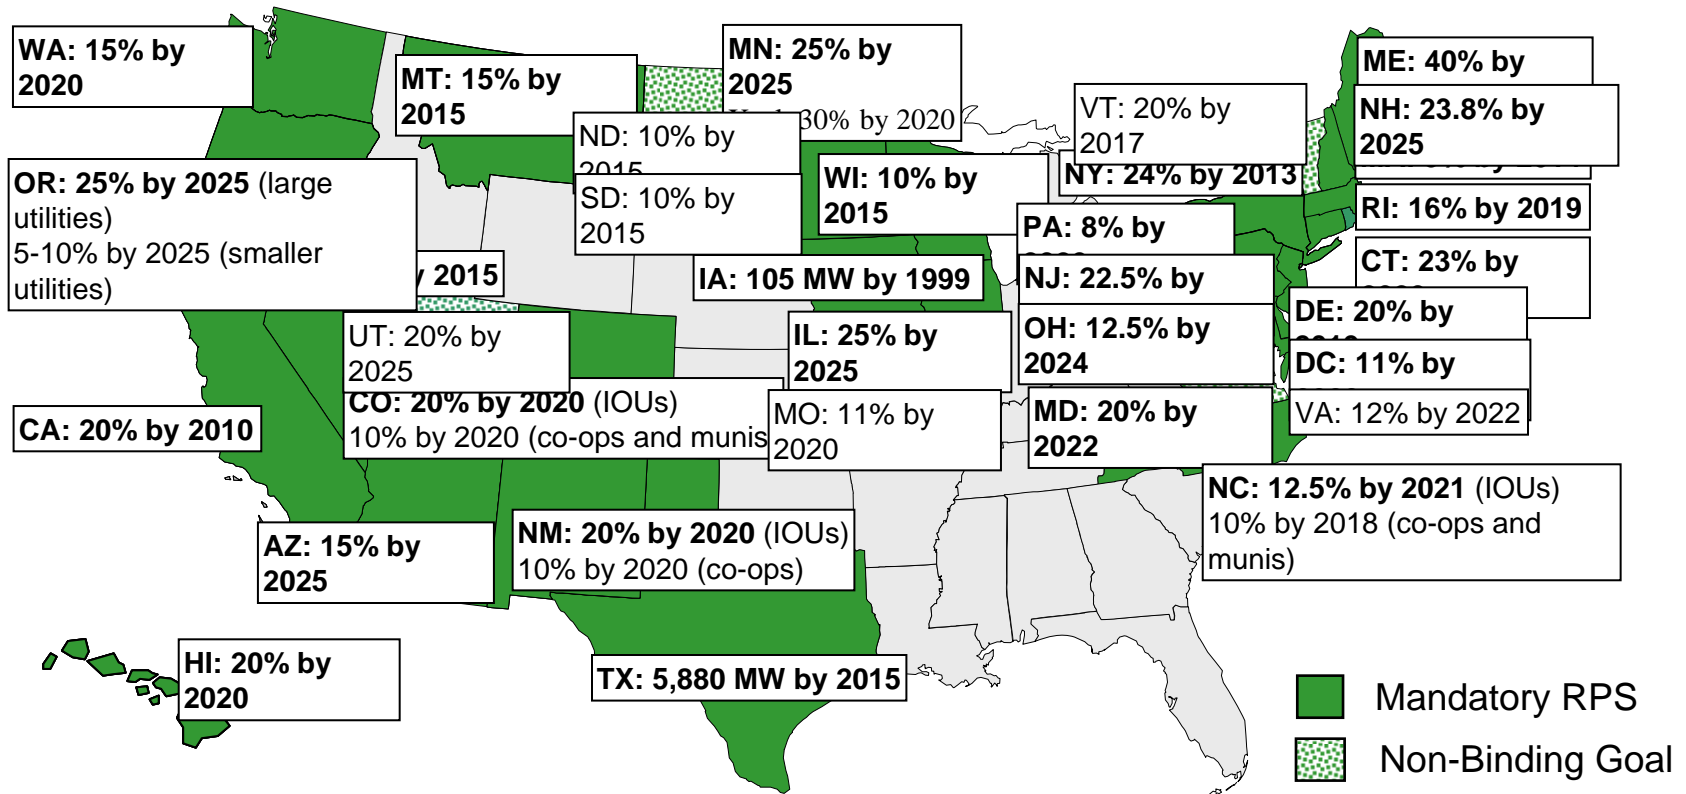 WA: 15% by
2020
MT: 15% by
2015
MN: 25% by
2025
30% by 2020
ND: 10% by
2015
SD: 10% by
2015
WI: 10% by
2015
VT: 20% by
2017
NY: 24% by 2013
ME: 40% by
NH: 23.8% by
2025
RI: 16% by 2019
CT: 23% by
OR: 25% by 2025 (large
utilities)
5-10% by 2025 (smaller
utilities)
by 2015
PA: 8% by
NJ: 22.5% by
IA: 105 MW by 1999
DE: 20% by
OH: 12.5% by
2024
IL: 25% by
2025
UT: 20% by
2025
DC: 11% by
VA: 12% by 2022
CO: 20% by 2020 (IOUs)
10% by 2020 (co-ops and munis
MO: 11% by
2020
MD: 20% by
2022
CA: 20% by 2010
NC: 12.5% by 2021 (IOUs)
10% by 2018 (co-ops and
munis)
AZ: 15% by
2025
NM: 20% by 2020 (IOUs)
10% by 2020 (co-ops)
HI: 20% by
2020
TX: 5,880 MW by 2015
Mandatory RPS
Non-Binding Goal